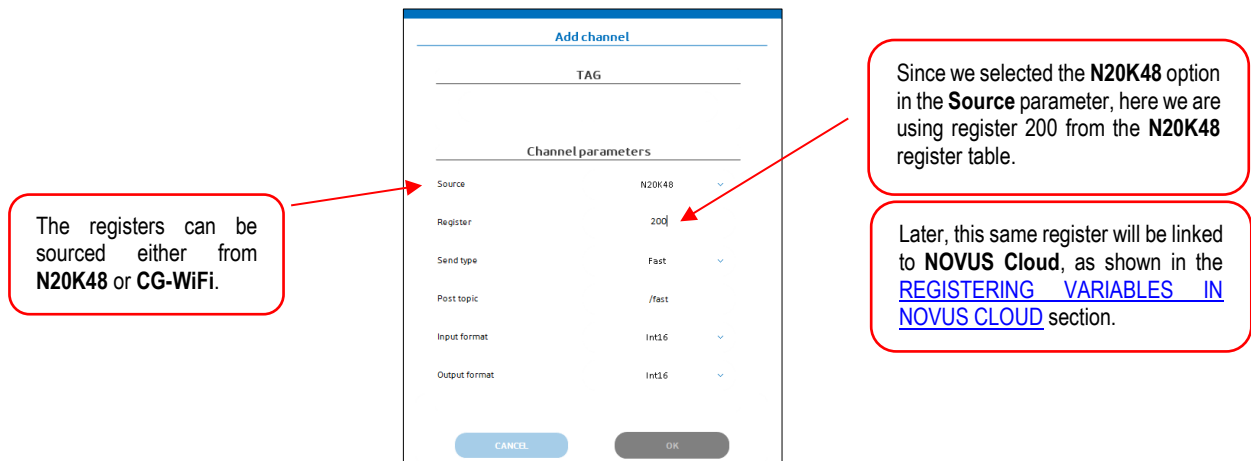 Add channel
TAG
Channel parameters
Source N20K48
Register 200
Send type Fast
Post topic /fast
Input format Int16
Output format Int16
CANCEL OK
The registers can be
sourced either from
N20K48 or CG-WiFi.
Since we selected the N20K48 option
in the Source parameter, here we are
using register 200 from the N20K48
register table.
Later, this same register will be linked
to NOVUS Cloud, as shown in the
REGISTERING VARIABLES IN
NOVUS CLOUD section.